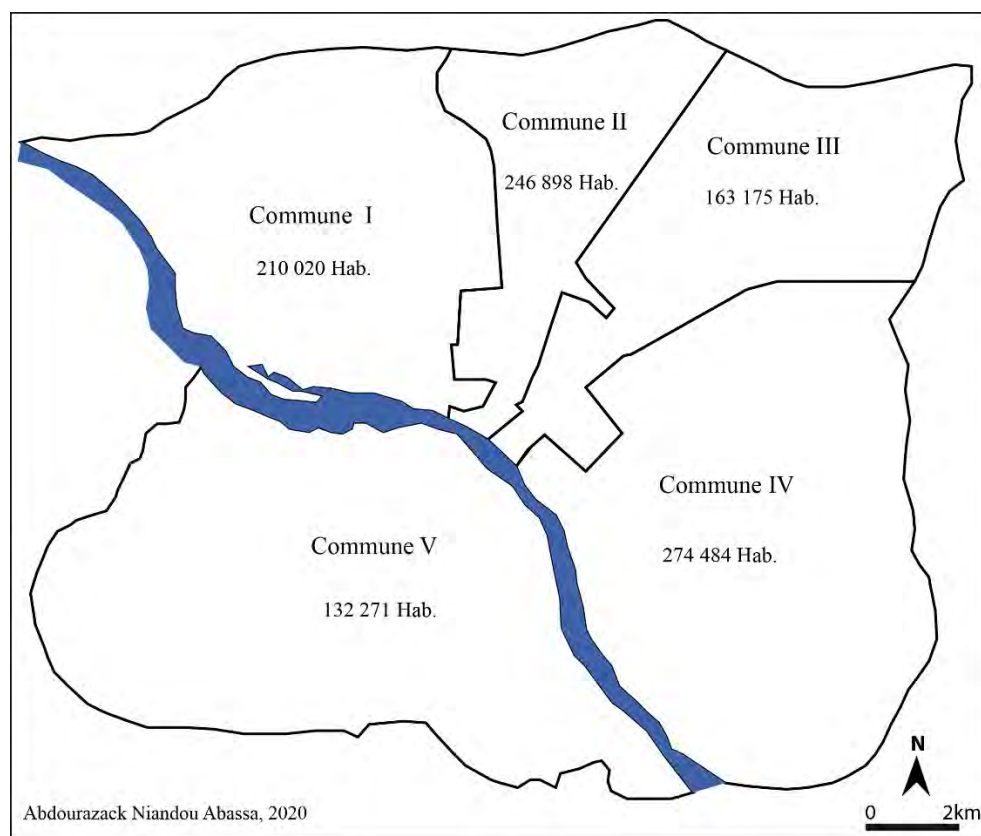 Commune II
246 898 Hab.
Commune III
163 175 Hab.
Commune I
210 020 Hab.
Commune IV
274 484 Hab.
Commune V
132 271 Hab.
N
0 2km
Abdourazack Niandou Abassa, 2020